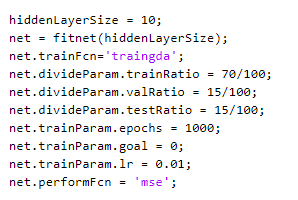 hiddenLayerSize = 10;
net = fitnet(hiddenLayerSize);
net.trainFcn='traingda';
net.divideParam.trainRatio = 70/100;
net.divideParam.valRatio = 15/100;
net.divideParam.testRatio = 15/100;
net.trainParam.epochs = 1000;
net.trainParam.goal = 0;
net.trainParam.lr = 0.01;
net.performFcn = 'mse';